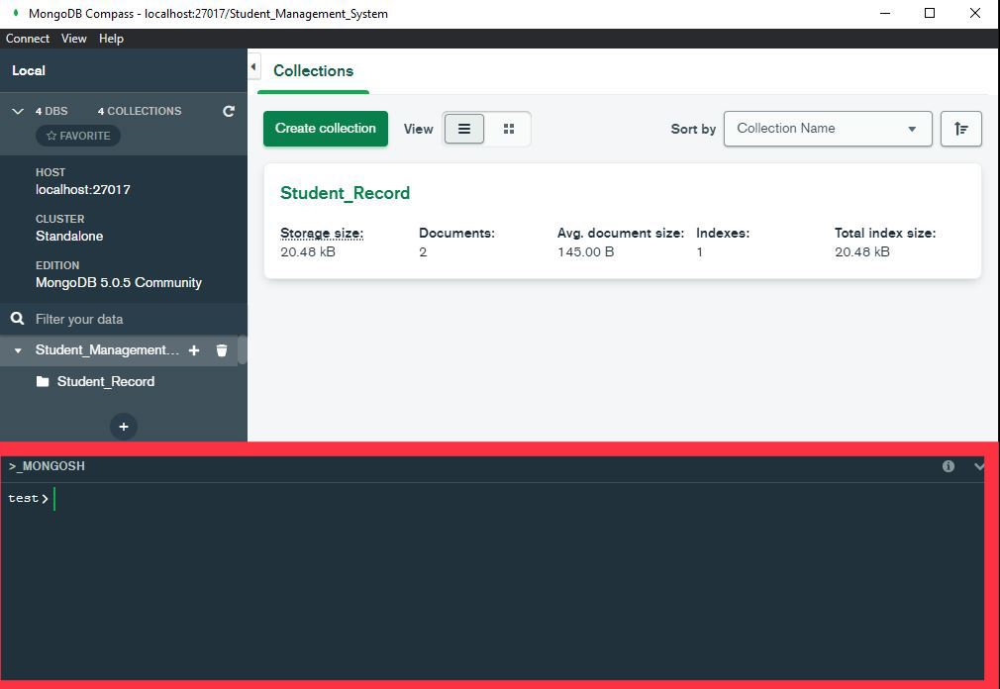 MongoDB Compass - localhost:27017/Student_Management_System
Connect View Help
Local
4 DBS 4 COLLECTIONS
FAVORITE
HOST
localhost:27017
CLUSTER
Standalone
EDITION
MongoDB 5.0.5 Community
Filter your data
Student_Management...
Student_Record
Collections
Create collection View Sort by Collection Name
Student_Record
Storage size: Documents: Avg. document size: Indexes: Total index size:
20.48 kB 2 145.00 B 1 20.48 kB
>_MONGOSH
test>